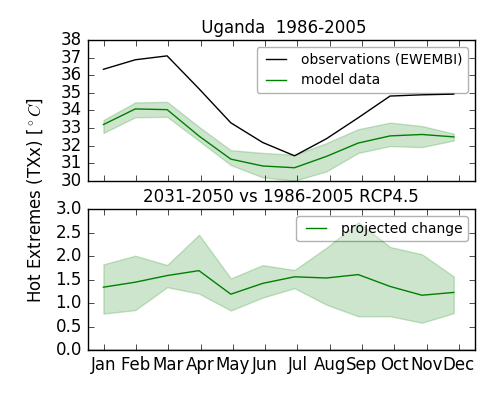 Uganda 1986-2005
38
37
36
35
34
33
32
31
30
observations (EWEMBI)
model data
Hot Extremes (TXx) [°C]
2031-2050 vs 1986-2005 RCP4.5
3.0
2.5
2.0
1.5
1.0
0.5
0.0
projected change
Jan Feb Mar Apr May Jun Jul Aug Sep Oct Nov Dec